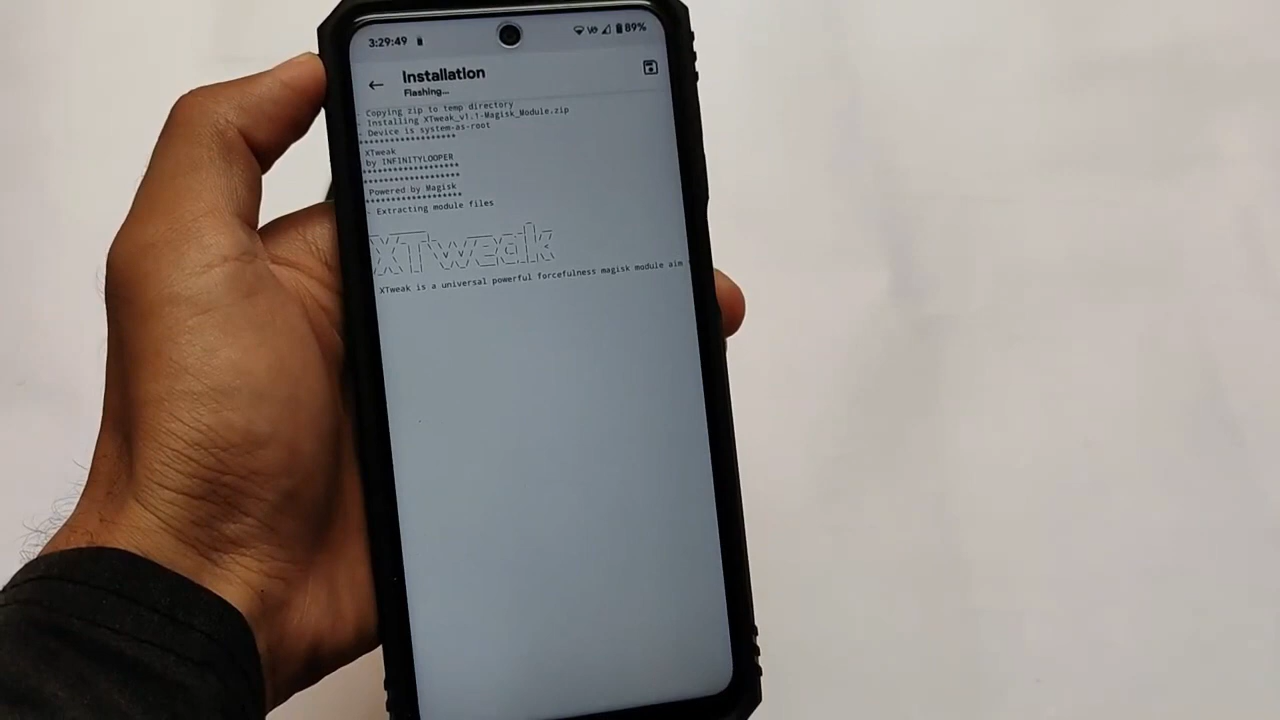 3:29:49 89%
Installation
Flashing...
- Copying zip to temp directory
- Installing XTweak_v1.1-Magisk_Module.zip
- Device is system-as-root
*******************
XTweak
by INFINITYLOOPER
*******************
*******************
Powered by Magisk
*******************
- Extracting module files
XTweak
XTweak is a universal powerful forcefulness magisk module aim